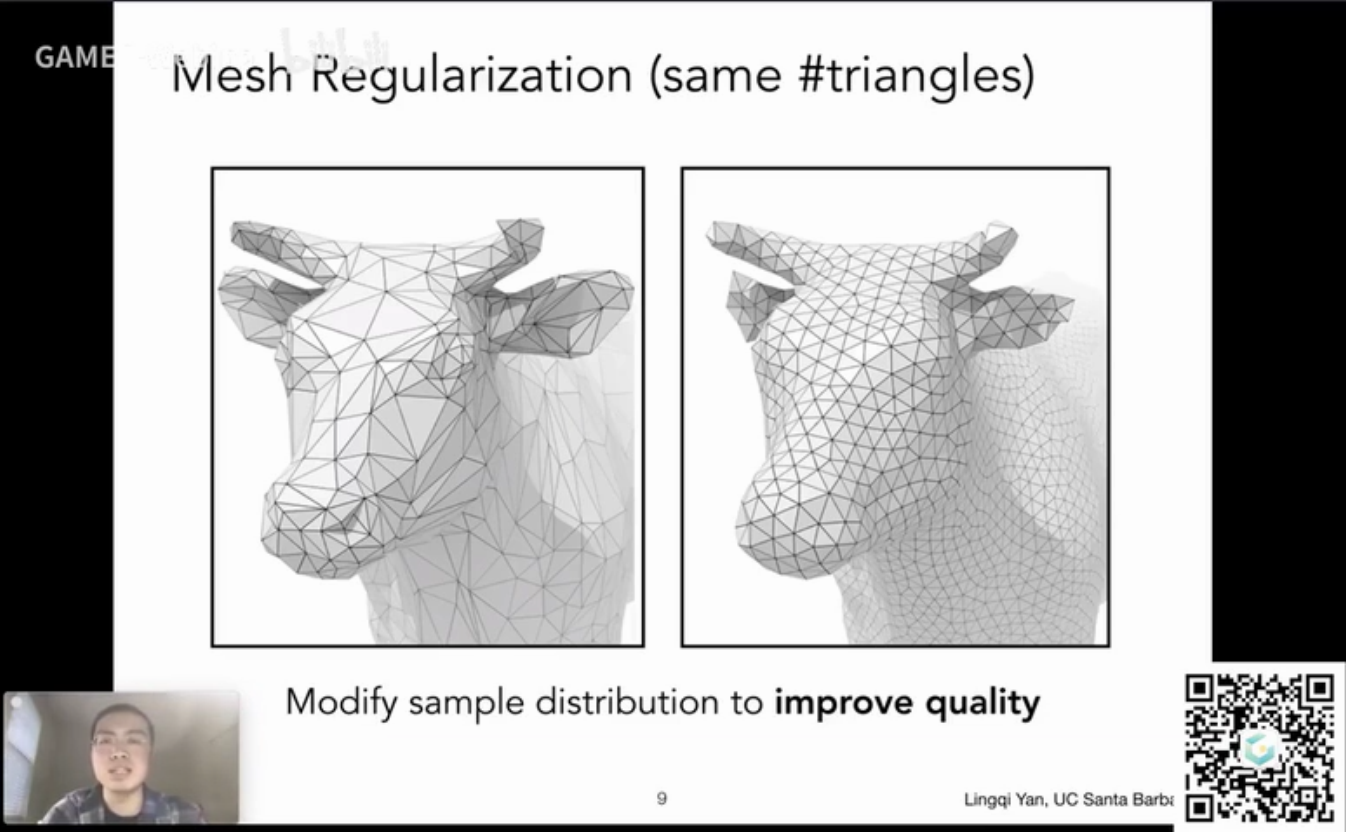 GAME
Mesh Regularization (same #triangles)
Modify sample distribution to improve quality
9
Lingqi Yan, UC Santa Barba